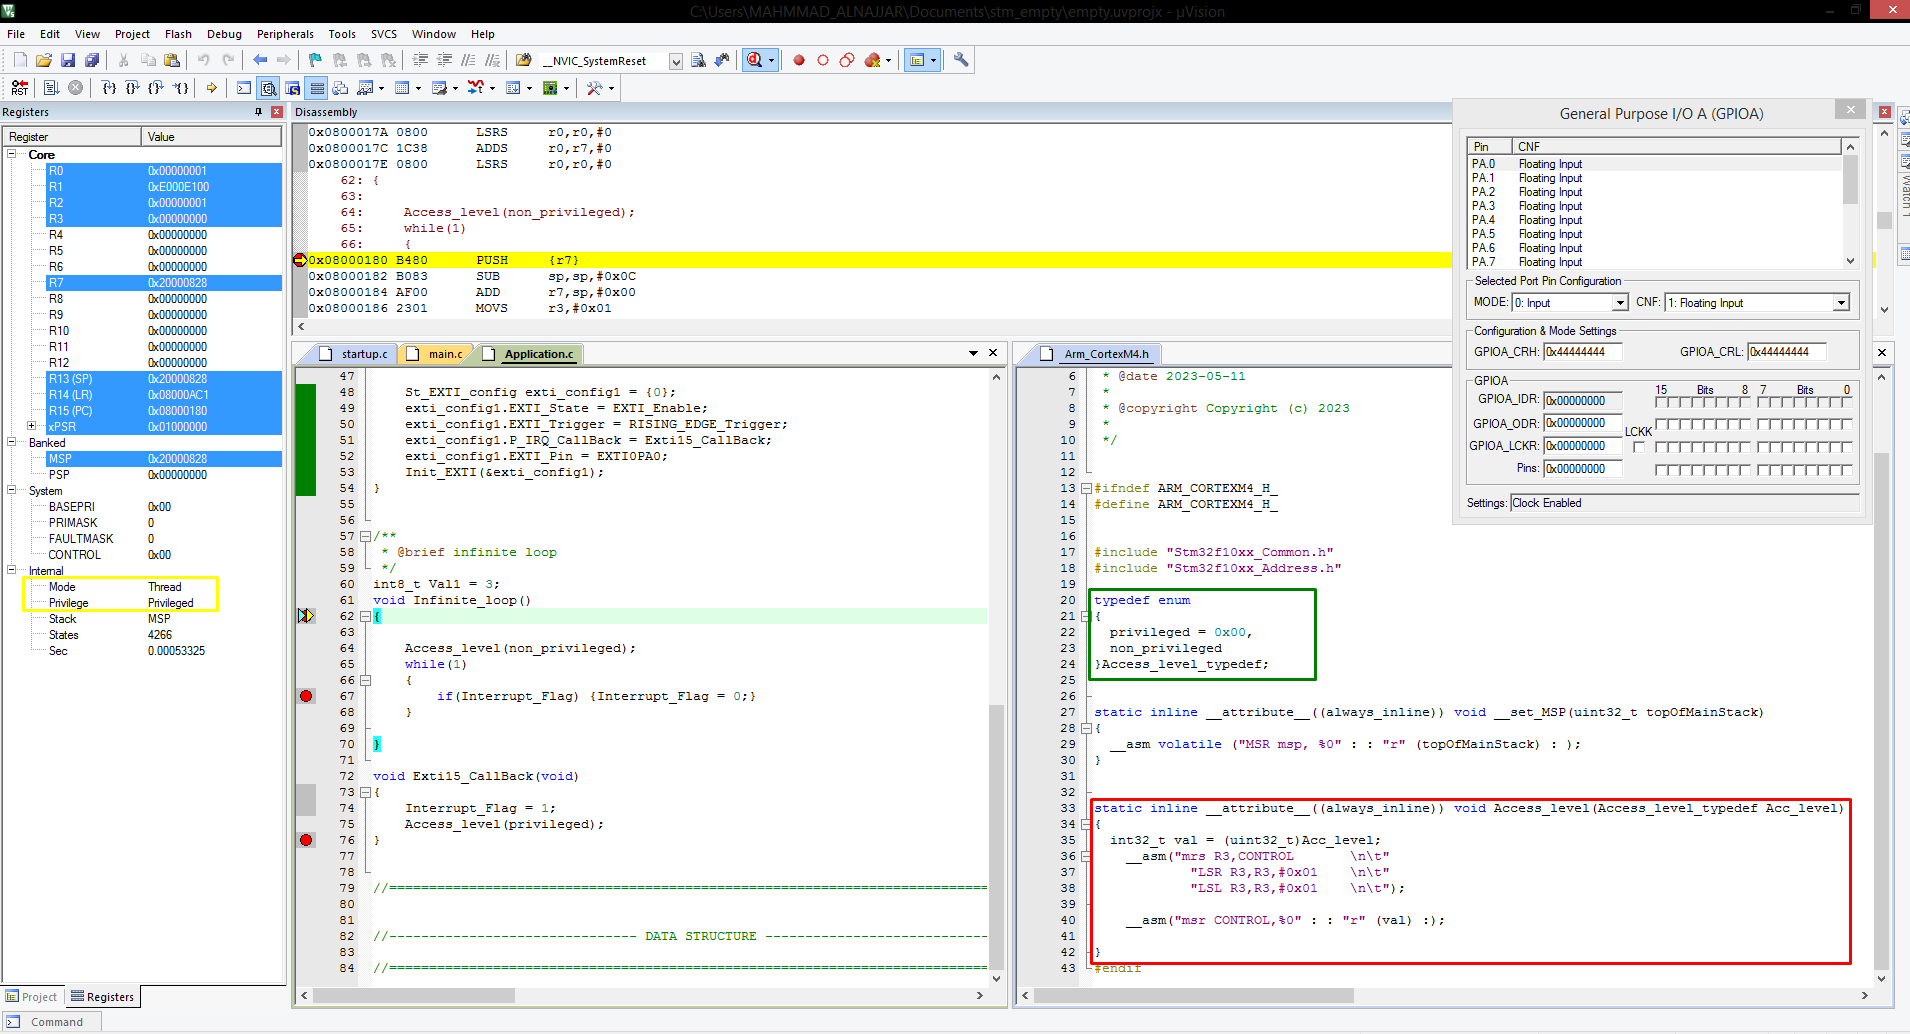 C:\Users\MAHMMAD_ALNAJJAR\Documents\stm_empty\empty.uvprojx - µVision
File Edit View Project Flash Debug Peripherals Tools SVCS Window Help
__NVIC_SystemReset
RST
Registers
Register Value
Core
R0 0x00000001
R1 0xE000E100
R2 0x00000001
R3 0x00000000
R4 0x00000000
R5 0x00000000
R6 0x00000000
R7 0x20000828
R8 0x00000000
R9 0x00000000
R10 0x00000000
R11 0x00000000
R12 0x00000000
R13 (SP) 0x20000828
R14 (LR) 0x08000AC1
R15 (PC) 0x08000180
xPSR 0x01000000
Banked
MSP 0x20000828
PSP 0x00000000
System
BASEPRI 0x00
PRIMASK 0
FAULTMASK 0
CONTROL 0x00
Internal
Mode Thread
Privilege Privileged
Stack MSP
States 4266
Sec 0.00053325
Project Registers
Command
Disassembly
0x0800017A 0800 LSRS r0,r0,#0
0x0800017C 1C38 ADDS r0,r7,#0
0x0800017E 0800 LSRS r0,r0,#0
62: {
63:
64: Access_level(non_privileged);
65: while(1)
66: {
0x08000180 B480 PUSH {r7}
0x08000182 B083 SUB sp,sp,#0x0C
0x08000184 AF00 ADD r7,sp,#0x00
0x08000186 2301 MOVS r3,#0x01
startup.c main.c Application.c
47
48 St_EXTI_config exti_config1 = {0};
49 exti_config1.EXTI_State = EXTI_Enable;
50 exti_config1.EXTI_Trigger = RISING_EDGE_Trigger;
51 exti_config1.P_IRQ_CallBack = Exti15_CallBack;
52 exti_config1.EXTI_Pin = EXTI0PA0;
53 Init_EXTI(&exti_config1);
54 }
55
56
57 /**
58 * @brief infinite loop
59 */
60 int8_t Val1 = 3;
61 void Infinite_loop()
62 {
63
64 Access_level(non_privileged);
65 while(1)
66 {
67 if(Interrupt_Flag) {Interrupt_Flag = 0;}
68 }
69
70 }
71
72 void Exti15_CallBack(void)
73 {
74 Interrupt_Flag = 1;
75 Access_level(privileged);
76 }
77
78
79 //===========================================================================
80
81
82 //------------------------------- DATA STRUCTURE ----------------------------
83
84 //===========================================================================
Arm_CortexM4.h
6 * @date 2023-05-11
7 *
8 * @copyright Copyright (c) 2023
9 *
10 */
11
12
13 #ifndef ARM_CORTEXM4_H_
14 #define ARM_CORTEXM4_H_
15
16
17 #include "Stm32f10xx_Common.h"
18 #include "Stm32f10xx_Address.h"
19
20 typedef enum
21 {
22 privileged = 0x00,
23 non_privileged
24 }Access_level_typedef;
25
26
27 static inline __attribute__((always_inline)) void __set_MSP(uint32_t topOfMainStack)
28 {
29 __asm volatile ("MSR msp, %0" : : "r" (topOfMainStack) : );
30 }
31
32
33 static inline __attribute__((always_inline)) void Access_level(Access_level_typedef Acc_level)
34 {
35 int32_t val = (uint32_t)Acc_level;
36 __asm("mrs R3,CONTROL \n\t"
37 "LSR R3,R3,#0x01 \n\t"
38 "LSL R3,R3,#0x01 \n\t");
39
40 __asm("msr CONTROL,%0" : : "r" (val) :);
41
42 }
43 #endif
General Purpose I/O A (GPIOA)
Pin CNF
PA.0 Floating Input
PA.1 Floating Input
PA.2 Floating Input
PA.3 Floating Input
PA.4 Floating Input
PA.5 Floating Input
PA.6 Floating Input
PA.7 Floating Input
Selected Port Pin Configuration
MODE: 0: Input CNF: 1: Floating Input
Configuration & Mode Settings
GPIOA_CRH: 0x44444444 GPIOA_CRL: 0x44444444
GPIOA
15 Bits 8 7 Bits 0
GPIOA_IDR: 0x00000000
GPIOA_ODR: 0x00000000
LCKK
GPIOA_LCKR: 0x00000000
Pins: 0x00000000
Settings: Clock Enabled
Watch 1